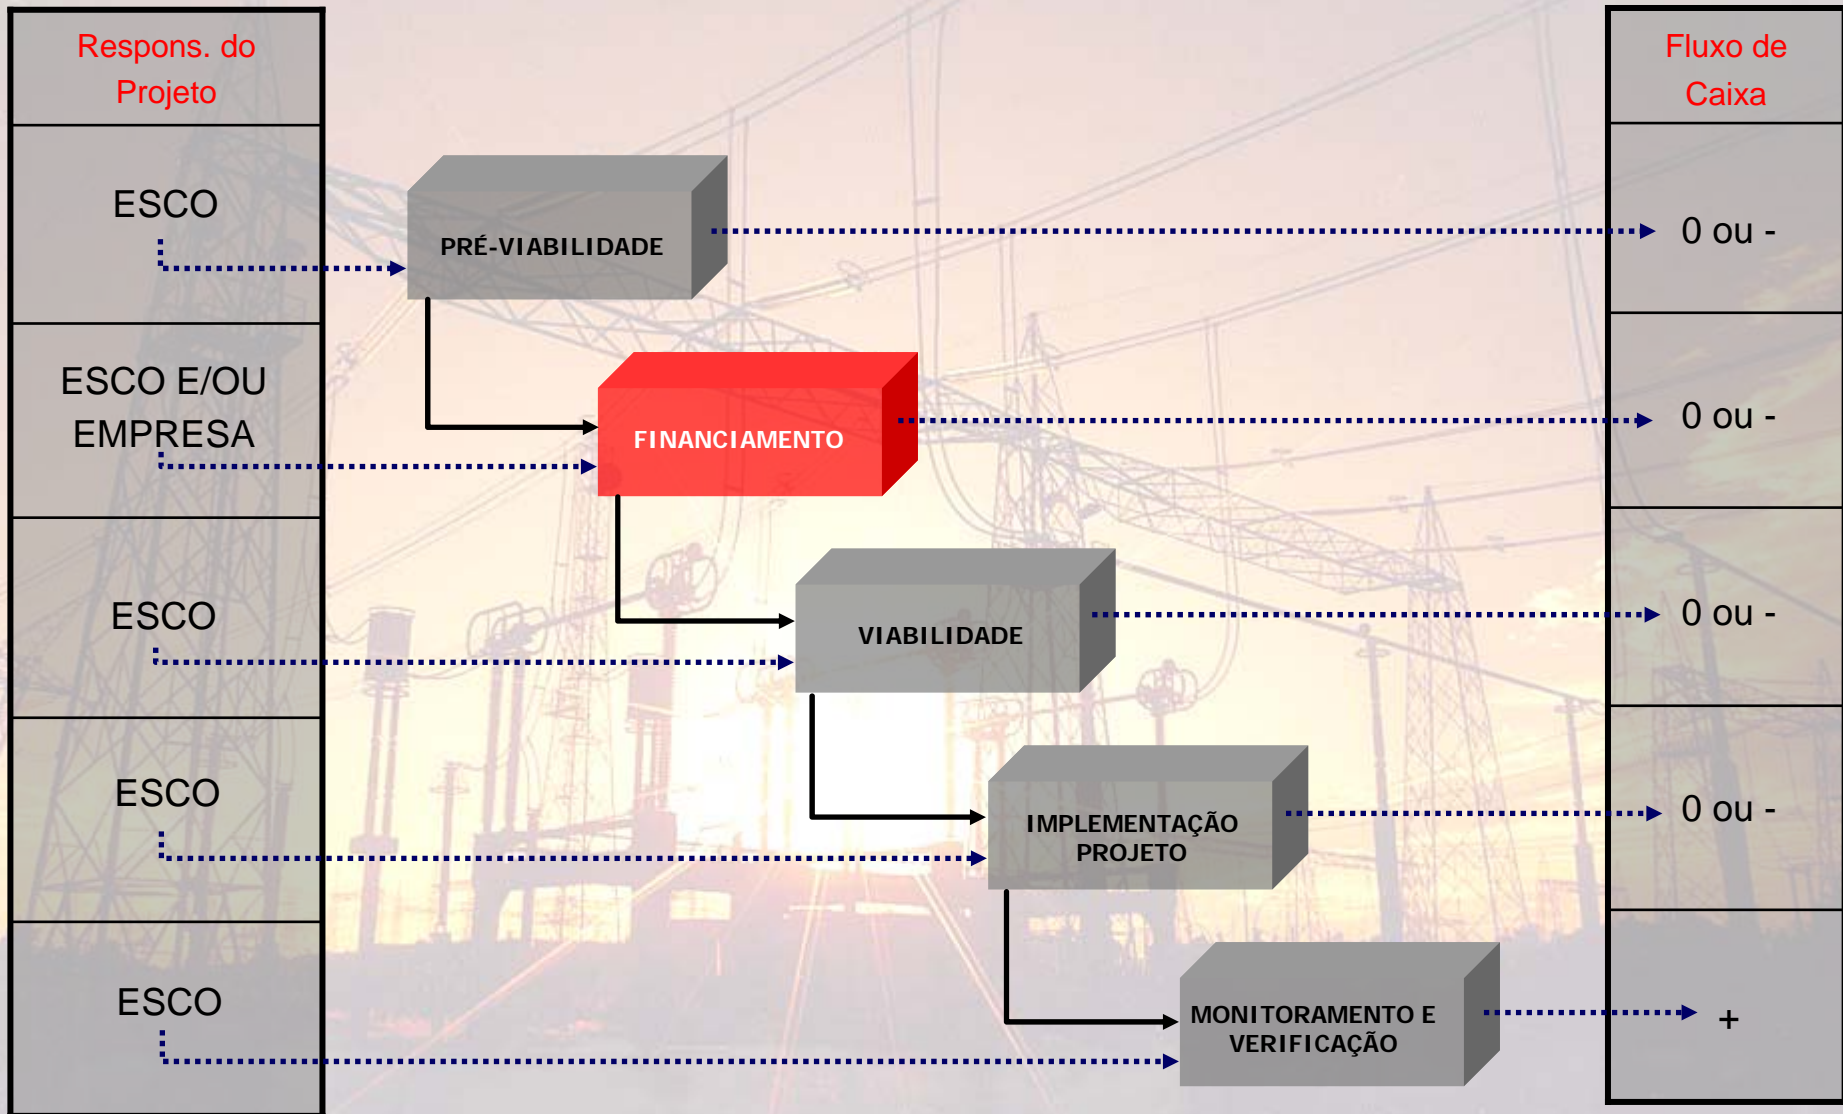 Respons. do
Projeto
Fluxo de
Caixa
ESCO
PRÉ-VIABILIDADE
0 ou -
ESCO E/OU
EMPRESA
FINANCIAMENTO
0 ou -
ESCO
VIABILIDADE
0 ou -
ESCO
IMPLEMENTAÇÃO
PROJETO
0 ou -
ESCO
MONITORAMENTO E
VERIFICAÇÃO
+